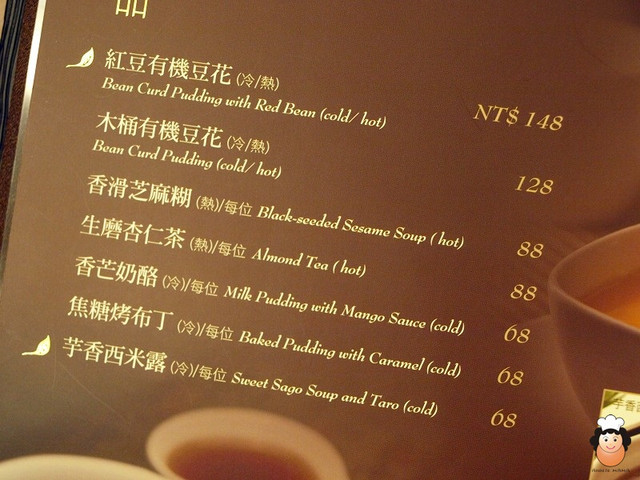 品
紅豆有機豆花 (冷/熱)
Bean Curd Pudding with Red Bean (cold/ hot) NT$ 148
木桶有機豆花 (冷/熱)
Bean Curd Pudding (cold/ hot) 128
香滑芝麻糊 (熱)/每位 Black-seeded Sesame Soup ( hot) 88
生磨杏仁茶 (熱)/每位 Almond Tea ( hot) 88
香芒奶酪 (冷)/每位 Milk Pudding with Mango Sauce (cold) 68
焦糖烤布丁 (冷)/每位 Baked Pudding with Caramel (cold) 68
芋香西米露 (冷)/每位 Sweet Sago Soup and Taro (cold) 68
芋香